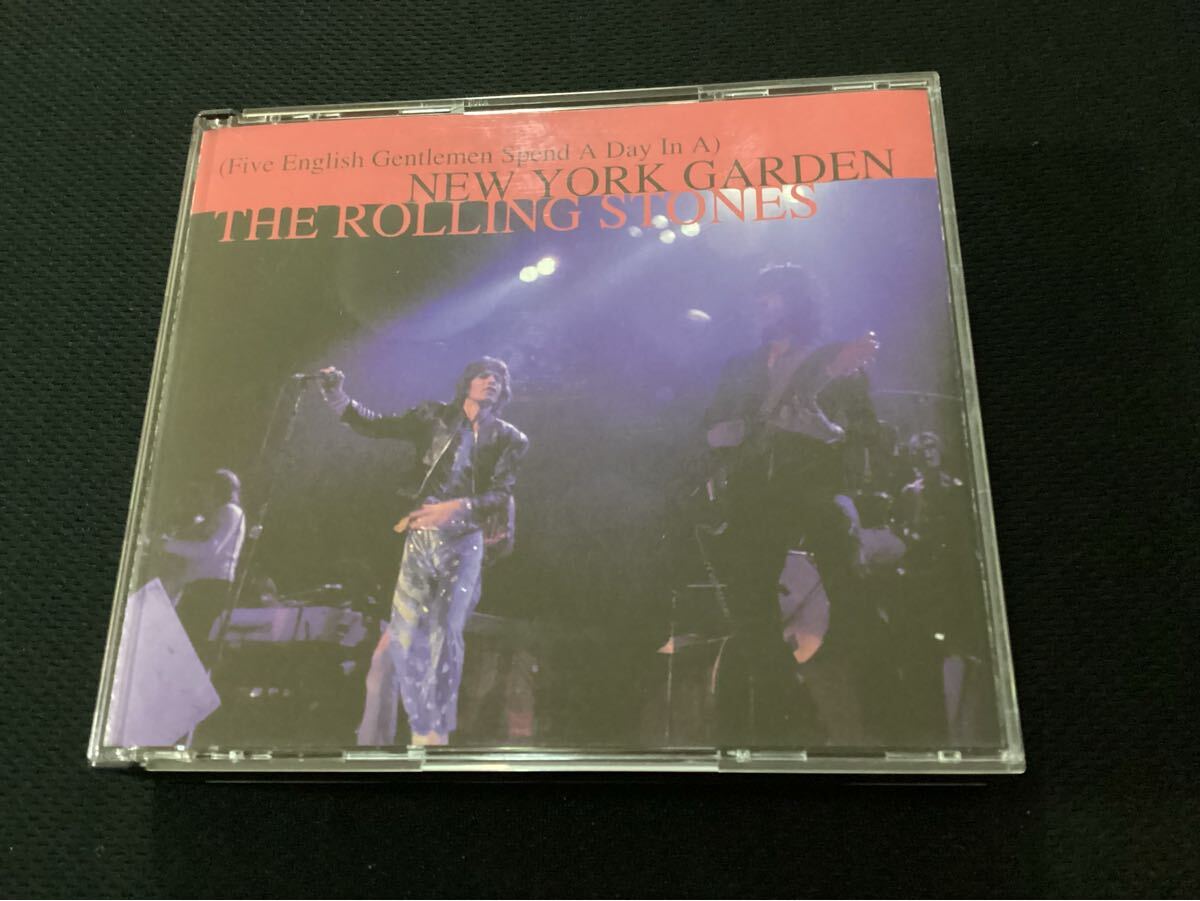 (Five English Gentlemen Spend A Day In A)
NEW YORK GARDEN
THE ROLLING STONES